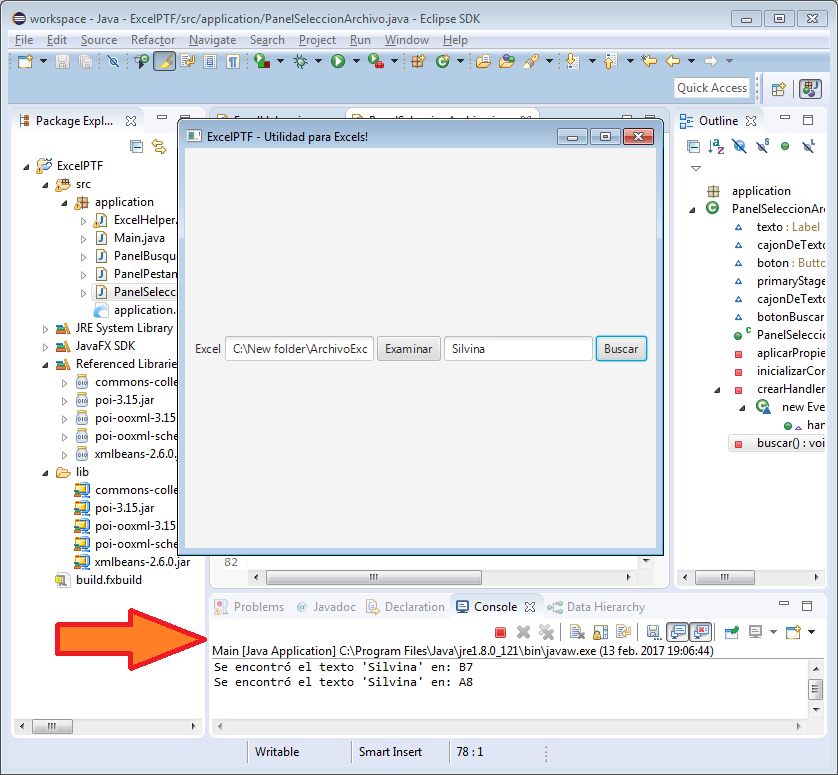 workspace - Java - ExcelPTF/src/application/PanelSeleccionArchivo.java - Eclipse SDK
File Edit Source Refactor Navigate Search Project Run Window Help
Quick Access
Package Expl...
ExcelPTF
src
application
ExcelHelper.
Main.java
PanelBusqu
PanelPestan
PanelSelecc
application.
JRE System Library
JavaFX SDK
Referenced Librarie
commons-colle
poi-3.15.jar
poi-ooxml-3.15
poi-ooxml-sche
xmlbeans-2.6.0.
lib
commons-colle
poi-3.15.jar
poi-ooxml-3.15
poi-ooxml-sche
xmlbeans-2.6.0.jar
build.fxbuild
ExcelPTF - Utilidad para Excels!
Excel C:\New folder\ArchivoExc Examinar Silvina Buscar
82
Outline
application
PanelSeleccionArchi
texto : Label
cajonDeTexto
boton : Butto
primaryStage
cajonDeTexto
botonBuscar
PanelSeleccio
aplicarPropie
inicializarCon
crearHandler
new Eve
han
buscar() : voi
Problems @ Javadoc Declaration Console Data Hierarchy
Main [Java Application] C:\Program Files\Java\jre1.8.0_121\bin\javaw.exe (13 feb. 2017 19:06:44)
Se encontró el texto 'Silvina' en: B7
Se encontró el texto 'Silvina' en: A8
Writable Smart Insert 78 : 1